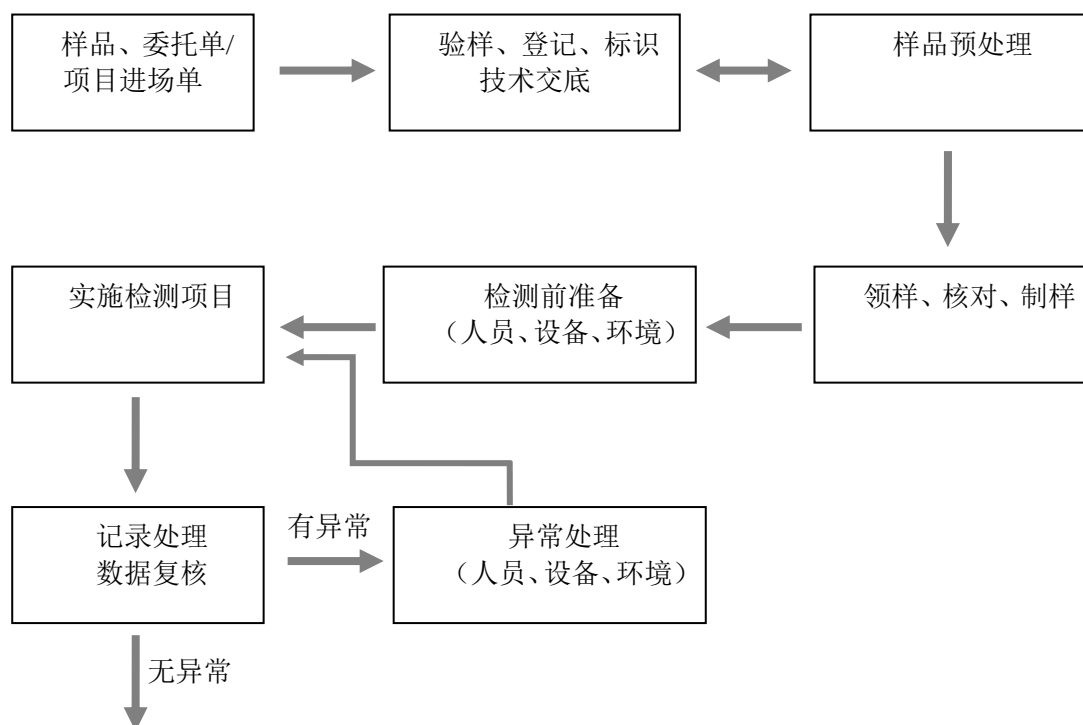 样品、委托单/
项目进场单
验样、登记、标识
技术交底
样品预处理
实施检测项目
检测前准备
（人员、设备、环境）
领样、核对、制样
记录处理
数据复核
有异常
异常处理
（人员、设备、环境）
无异常